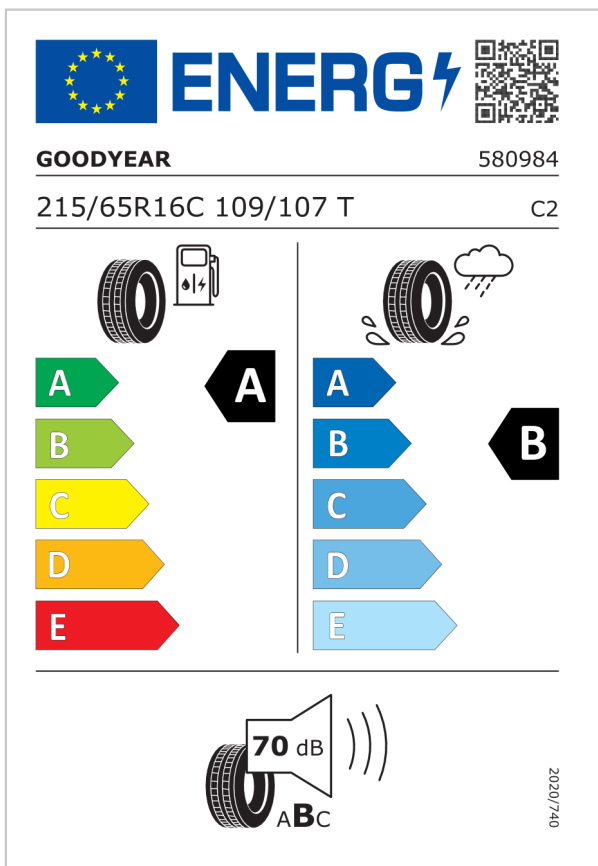 ENERG
GOODYEAR 580984
215/65R16C 109/107 T C2
A A
B
C
D
E
A
B B
C
D
E
70 dB
ABC
2020/740